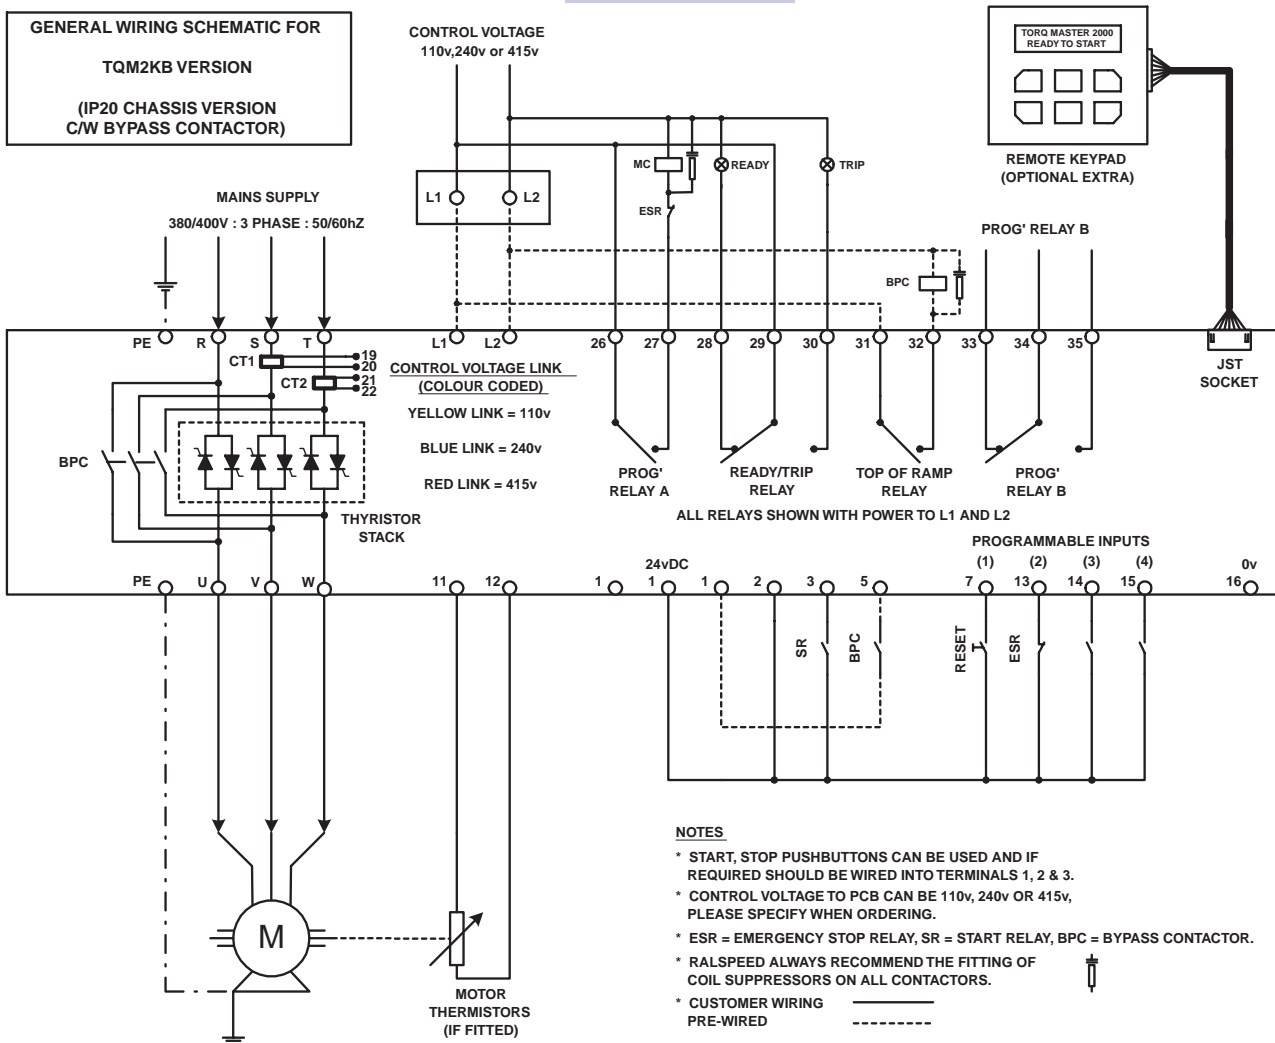 GENERAL WIRING SCHEMATIC FOR
TQM2KB VERSION
(IP20 CHASSIS VERSION
C/W BYPASS CONTACTOR)
CONTROL VOLTAGE
110v,240v or 415v
TORQ MASTER 2000
READY TO START
REMOTE KEYPAD
(OPTIONAL EXTRA)
MAINS SUPPLY
380/400V : 3 PHASE : 50/60hZ
L1
L2
MC
READY
TRIP
ESR
BPC
PROG' RELAY B
PE
R
S
T
L1
L2
26
27
28
29
30
31
32
33
34
35
JST
SOCKET
CT1
19
20
CT2
21
22
CONTROL VOLTAGE LINK
(COLOUR CODED)
YELLOW LINK = 110v
BLUE LINK = 240v
RED LINK = 415v
BPC
THYRISTOR
STACK
PROG'
RELAY A
READY/TRIP
RELAY
TOP OF RAMP
RELAY
PROG'
RELAY B
ALL RELAYS SHOWN WITH POWER TO L1 AND L2
PROGRAMMABLE INPUTS
24vDC
(1)
(2)
(3)
(4)
0v
PE
U
V
W
11
12
1
1
1
2
3
5
7
13
14
15
16
SR
BPC
RESET
ESR
M
MOTOR
THERMISTORS
(IF FITTED)
NOTES
* START, STOP PUSHBUTTONS CAN BE USED AND IF
REQUIRED SHOULD BE WIRED INTO TERMINALS 1, 2 & 3.
* CONTROL VOLTAGE TO PCB CAN BE 110v, 240v OR 415v,
PLEASE SPECIFY WHEN ORDERING.
* ESR = EMERGENCY STOP RELAY, SR = START RELAY, BPC = BYPASS CONTACTOR.
* RALSPEED ALWAYS RECOMMEND THE FITTING OF
COIL SUPPRESSORS ON ALL CONTACTORS.
* CUSTOMER WIRING
PRE-WIRED